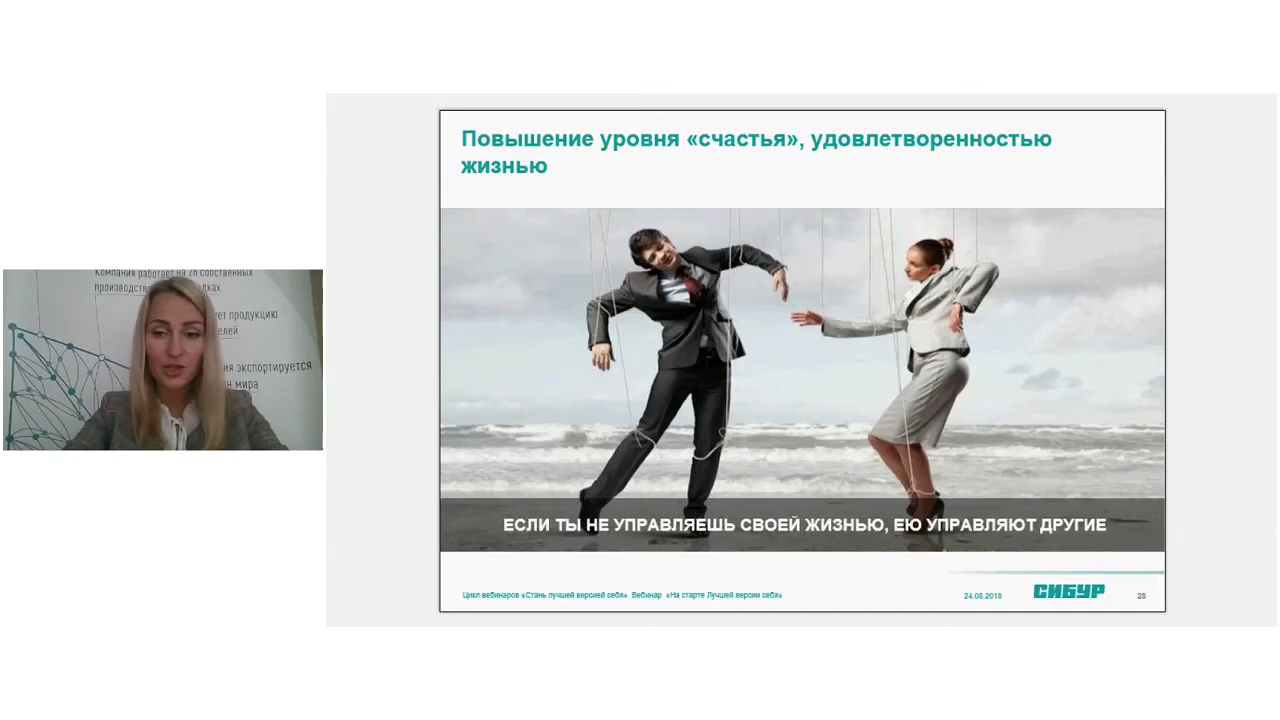 Компания работает на 26 собственных
производств
дках
ует продукцию
елей
ия экспортируется
н мира
Повышение уровня «счастья», удовлетворенностью
жизнью
ЕСЛИ ТЫ НЕ УПРАВЛЯЕШЬ СВОЕЙ ЖИЗНЬЮ, ЕЮ УПРАВЛЯЮТ ДРУГИЕ
Цикл вебинаров «Стань лучшей версией себя». Вебинар «На старте Лучшей версии себя»
24.08.2018
СИБУР
28